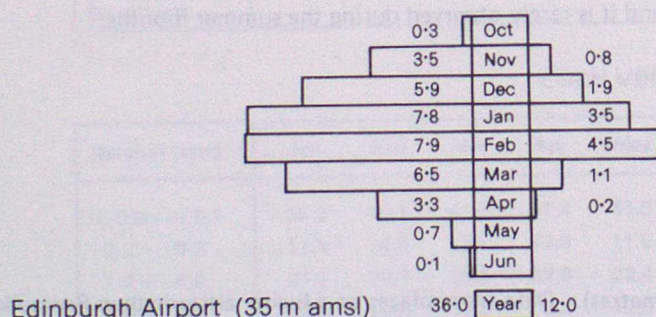 0·3 Oct
3·5 Nov 0·8
5·9 Dec 1·9
7·8 Jan 3·5
7·9 Feb 4·5
6·5 Mar 1·1
3·3 Apr 0·2
0·7 May
0·1 Jun
Edinburgh Airport (35 m amsl) 36·0 Year 12·0